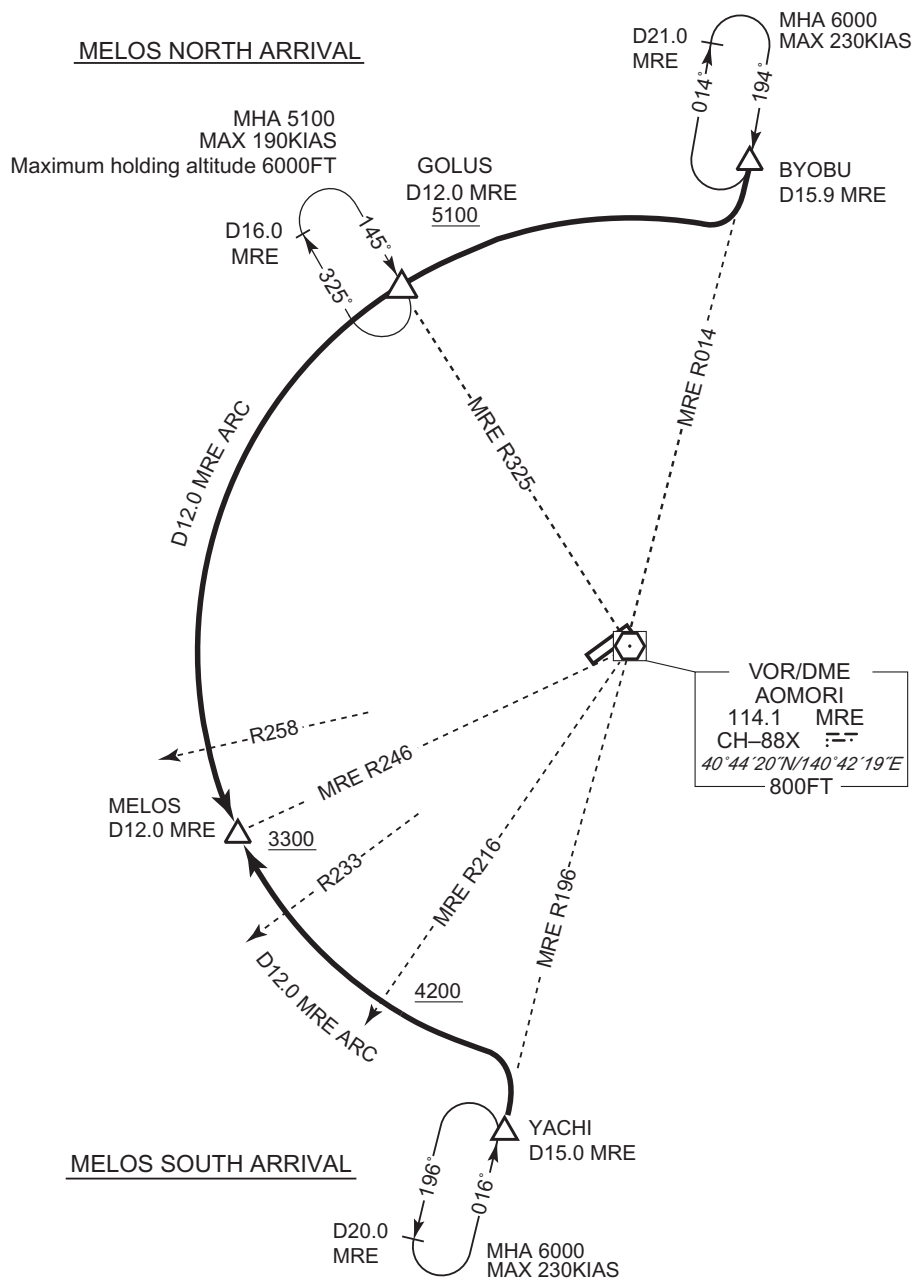 MELOS NORTH ARRIVAL
D21.0
MRE
MHA 6000
MAX 230KIAS
014°
194°
BYOBU
D15.9 MRE
MHA 5100
MAX 190KIAS
Maximum holding altitude 6000FT
GOLUS
D12.0 MRE
5100
D16.0
MRE
145°
325°
MRE R325
MRE R014
D12.0 MRE ARC
VOR/DME
AOMORI
114.1 MRE
CH–88X
40°44′20″N/140°42′19″E
800FT
R258
MRE R246
MELOS
D12.0 MRE
3300
R233
MRE R216
MRE R196
D12.0 MRE ARC
4200
YACHI
D15.0 MRE
MELOS SOUTH ARRIVAL
196°
016°
D20.0
MRE
MHA 6000
MAX 230KIAS